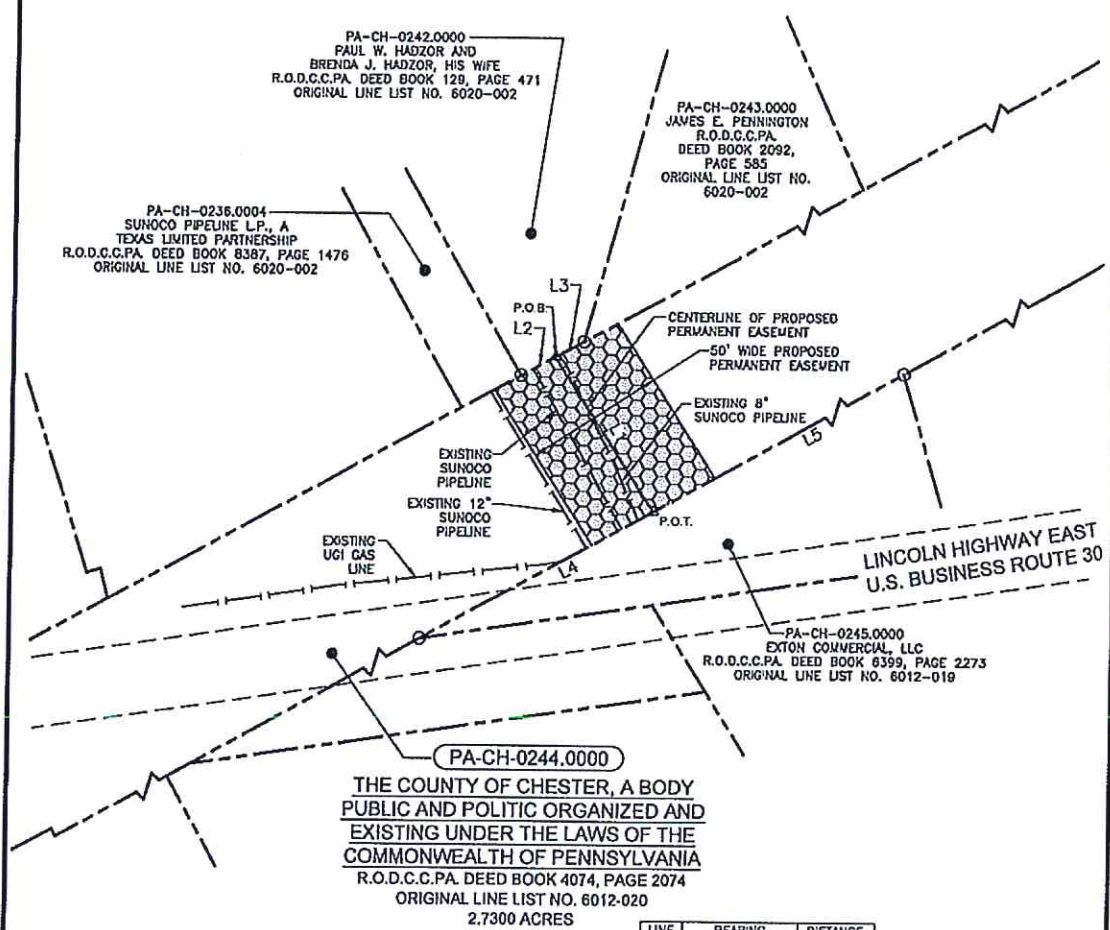 PA-CH-0242.0000
PAUL W. HADZOR AND
BRENDA J. HADZOR, HIS WIFE
R.O.D.C.C.PA. DEED BOOK 129, PAGE 471
ORIGINAL LINE LIST NO. 6020-002
PA-CH-0243.0000
JAMES E. PENNINGTON
R.O.D.C.C.PA.
DEED BOOK 2092,
PAGE 585
ORIGINAL LINE LIST NO.
6020-002
PA-CH-0236.0004
SUNOCO PIPELINE L.P., A
TEXAS LIMITED PARTNERSHIP
R.O.D.C.C.PA. DEED BOOK 8387, PAGE 1476
ORIGINAL LINE LIST NO. 6020-002
L3
P.O.B.
L2
CENTERLINE OF PROPOSED
PERMANENT EASEMENT
50' WIDE PROPOSED
PERMANENT EASEMENT
EXISTING 8"
SUNOCO PIPELINE
L5
EXISTING
SUNOCO
PIPELINE
EXISTING 12"
SUNOCO
PIPELINE
P.O.T.
EXISTING
UGI GAS
LINE
L4
LINCOLN HIGHWAY EAST
U.S. BUSINESS ROUTE 30
PA-CH-0245.0000
EXTON COMMERCIAL, LLC
R.O.D.C.C.PA. DEED BOOK 6399, PAGE 2273
ORIGINAL LINE LIST NO. 6012-019
PA-CH-0244.0000
THE COUNTY OF CHESTER, A BODY
PUBLIC AND POLITIC ORGANIZED AND
EXISTING UNDER THE LAWS OF THE
COMMONWEALTH OF PENNSYLVANIA
R.O.D.C.C.PA. DEED BOOK 4074, PAGE 2074
ORIGINAL LINE LIST NO. 6012-020
2.7300 ACRES
LINE BEARING DISTANCE